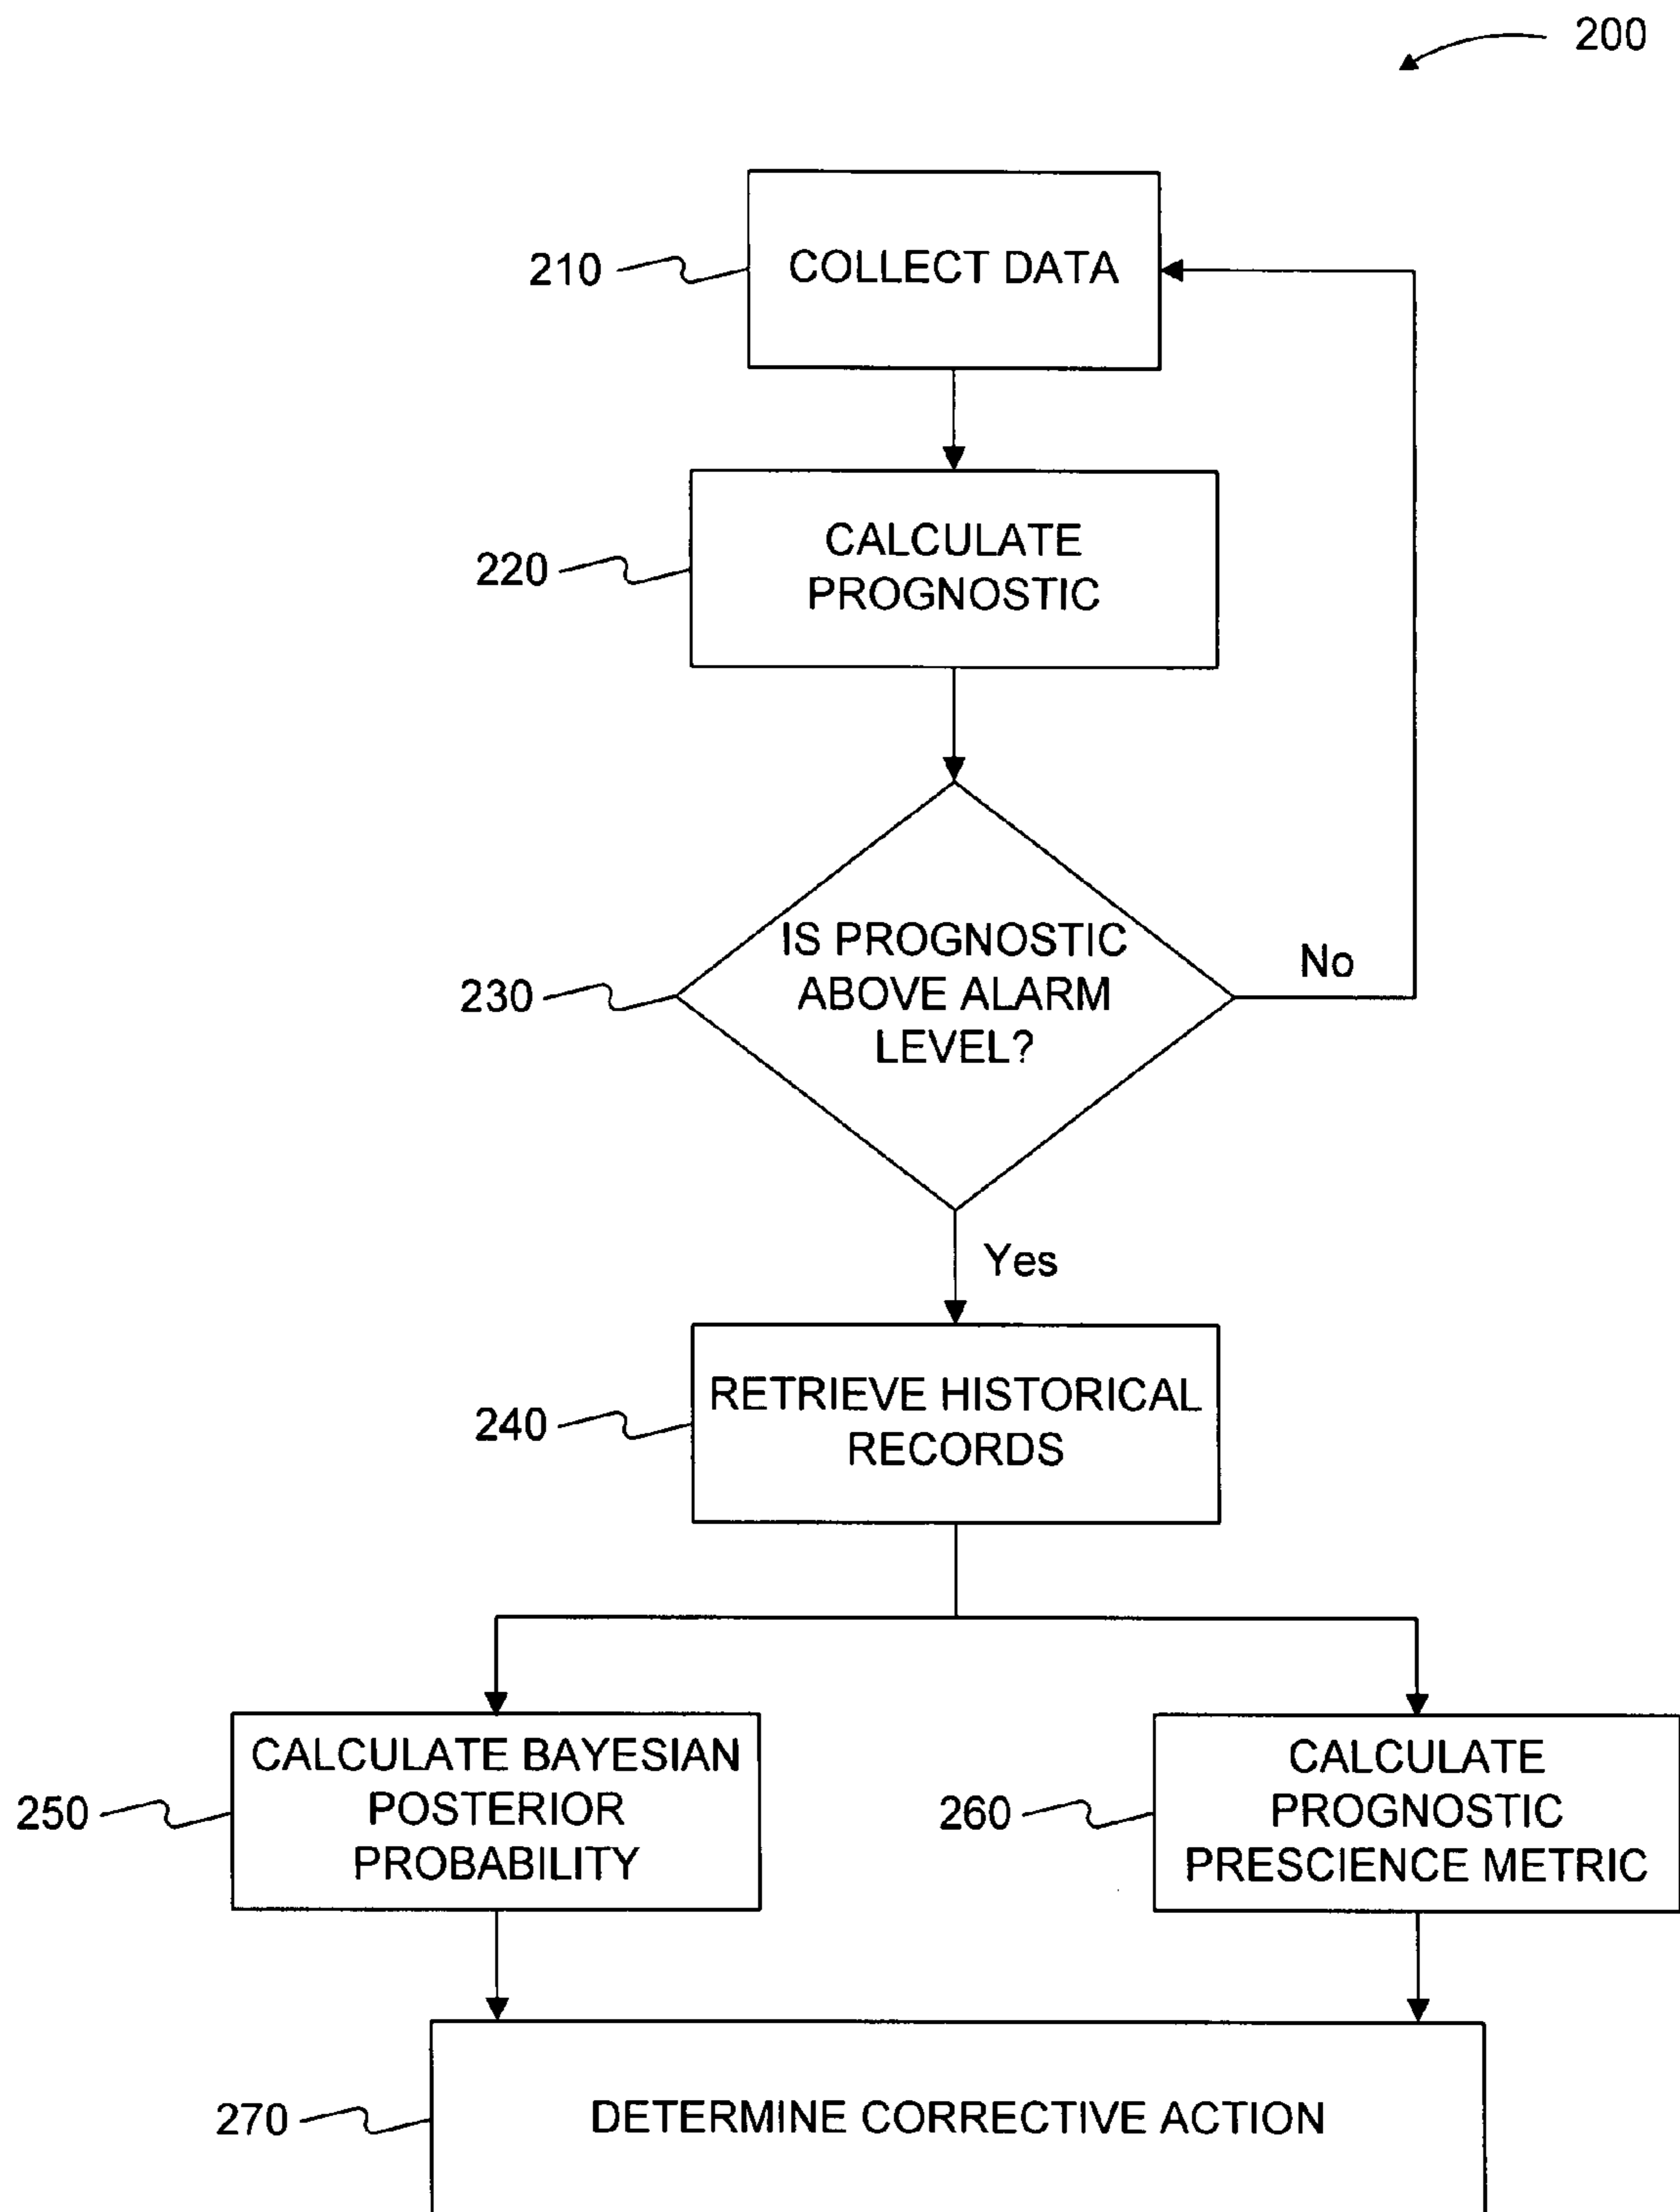 200
210
COLLECT DATA
220
CALCULATE
PROGNOSTIC
230
IS PROGNOSTIC
ABOVE ALARM
LEVEL?
No
Yes
240
RETRIEVE HISTORICAL
RECORDS
250
CALCULATE BAYESIAN
POSTERIOR
PROBABILITY
260
CALCULATE
PROGNOSTIC
PRESCIENCE METRIC
270
DETERMINE CORRECTIVE ACTION